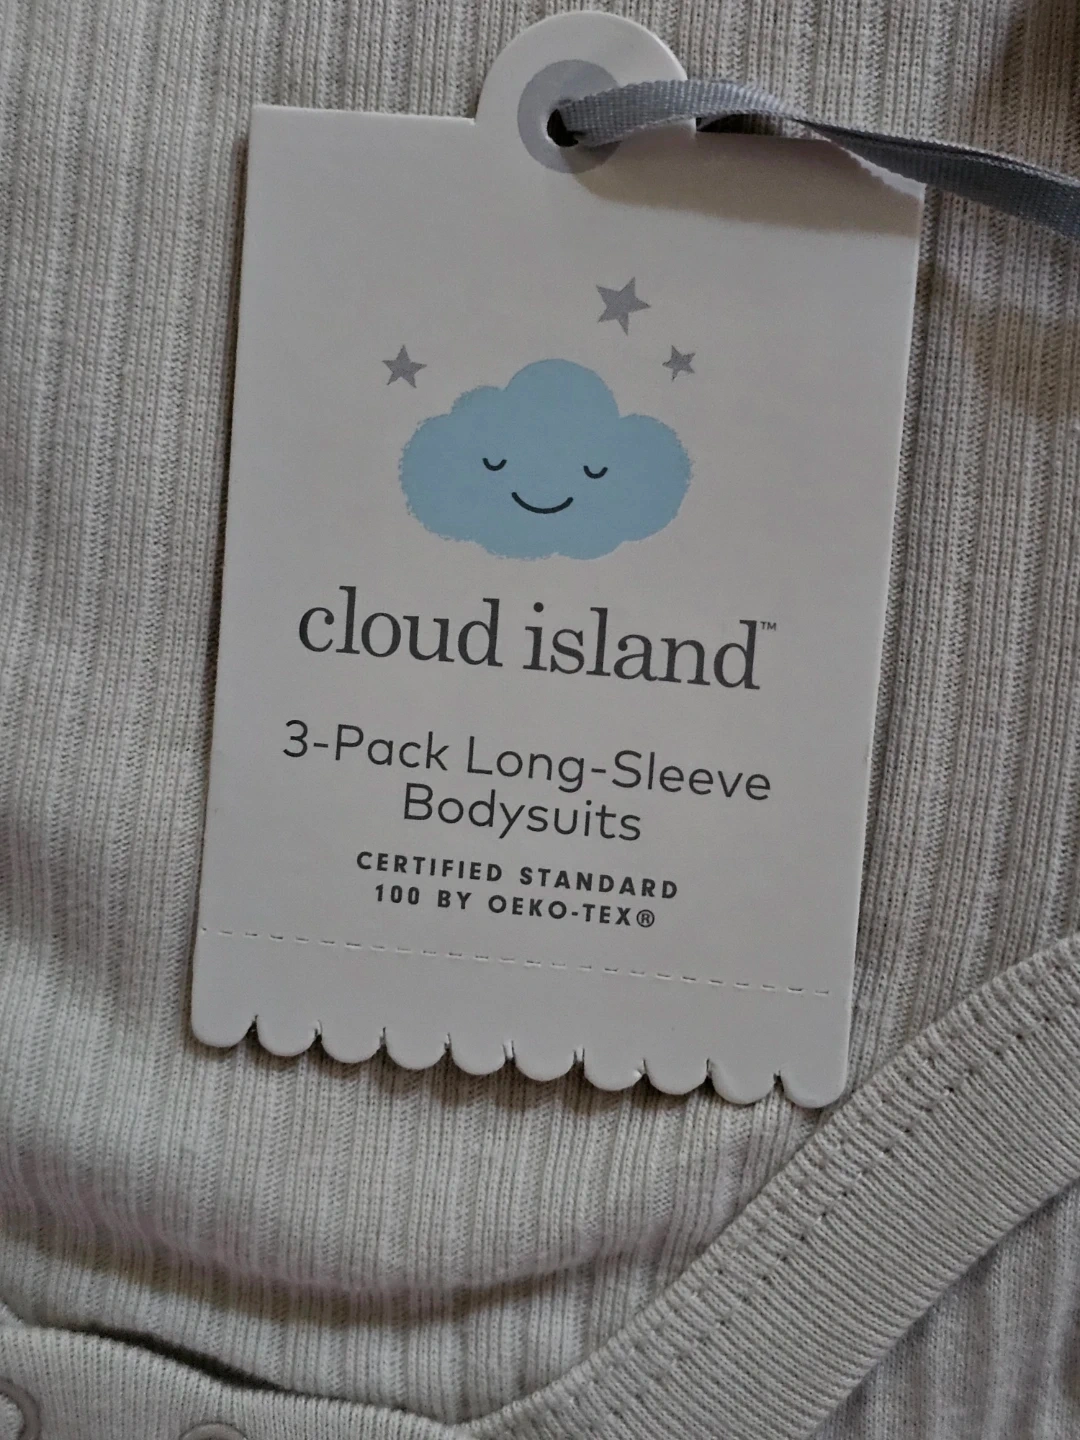 cloud island™
3-Pack Long-Sleeve
Bodysuits
CERTIFIED STANDARD
100 BY OEKO-TEX®